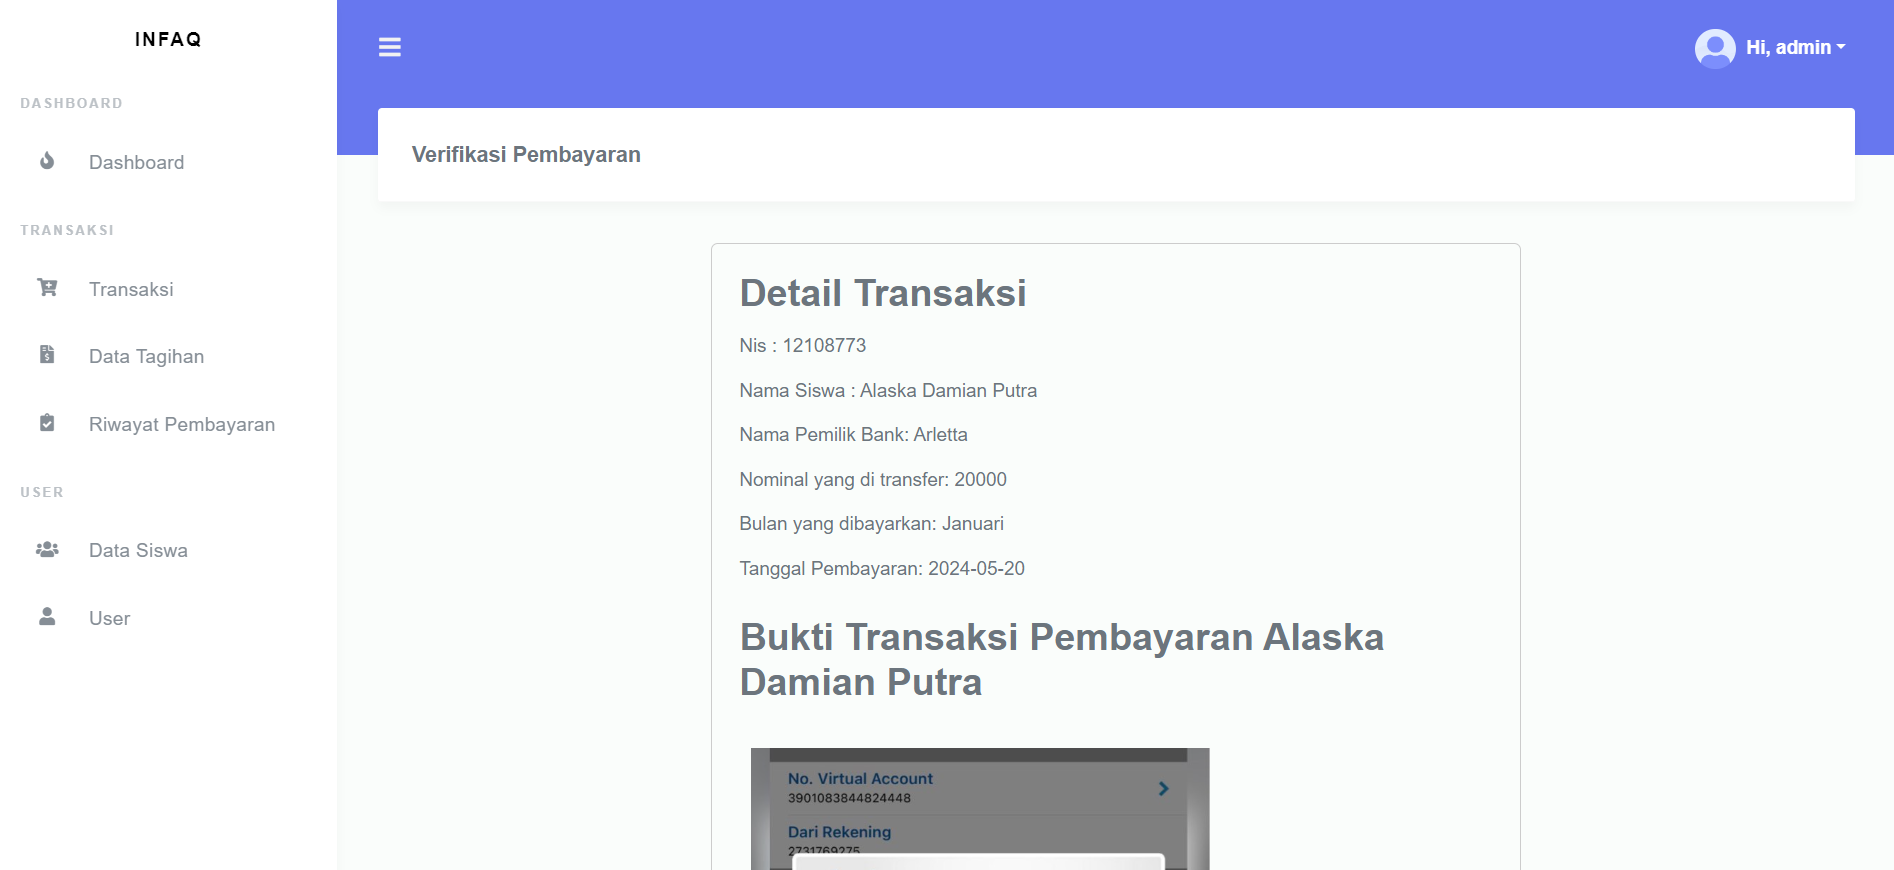 INFAQ
Hi, admin
DASHBOARD
Dashboard
TRANSAKSI
Transaksi
Data Tagihan
Riwayat Pembayaran
USER
Data Siswa
User
Verifikasi Pembayaran
Detail Transaksi
Nis : 12108773
Nama Siswa : Alaska Damian Putra
Nama Pemilik Bank: Arletta
Nominal yang di transfer: 20000
Bulan yang dibayarkan: Januari
Tanggal Pembayaran: 2024-05-20
Bukti Transaksi Pembayaran Alaska
Damian Putra
No. Virtual Account
3901083844824448
Dari Rekening
2731769275